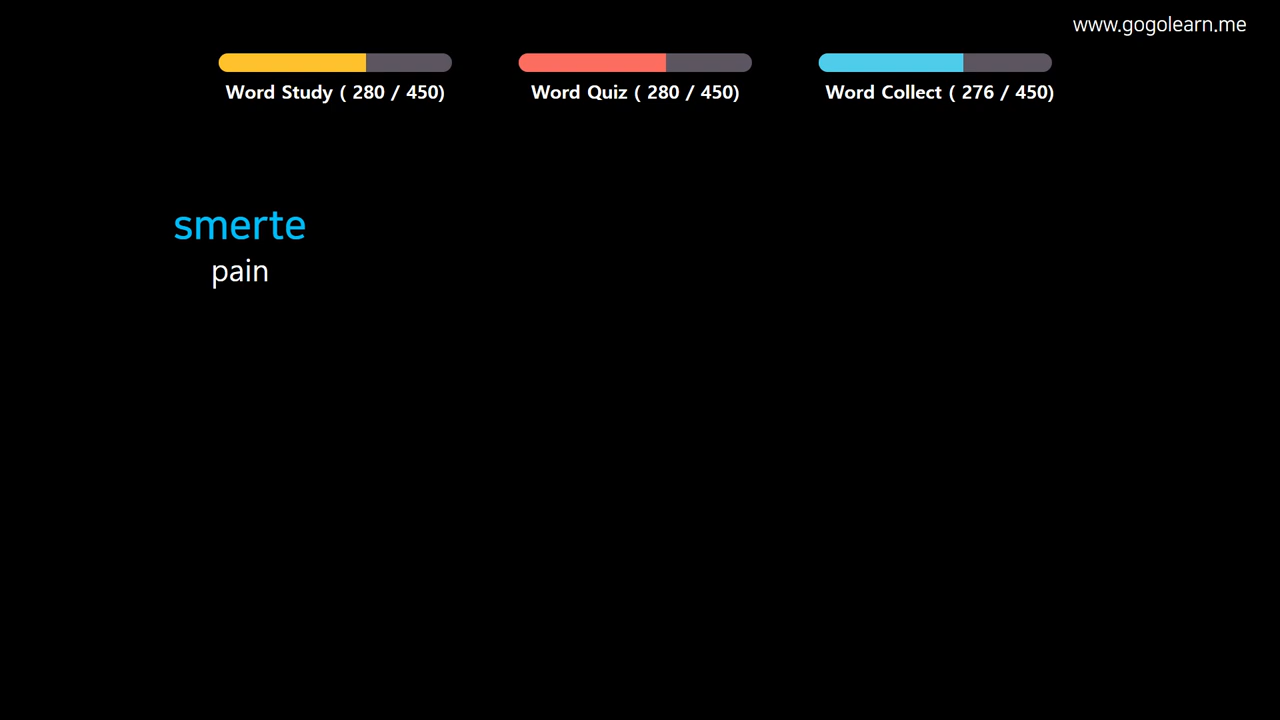 www.gogolearn.me
Word Study ( 280 / 450)
Word Quiz ( 280 / 450)
Word Collect ( 276 / 450)
smerte
pain